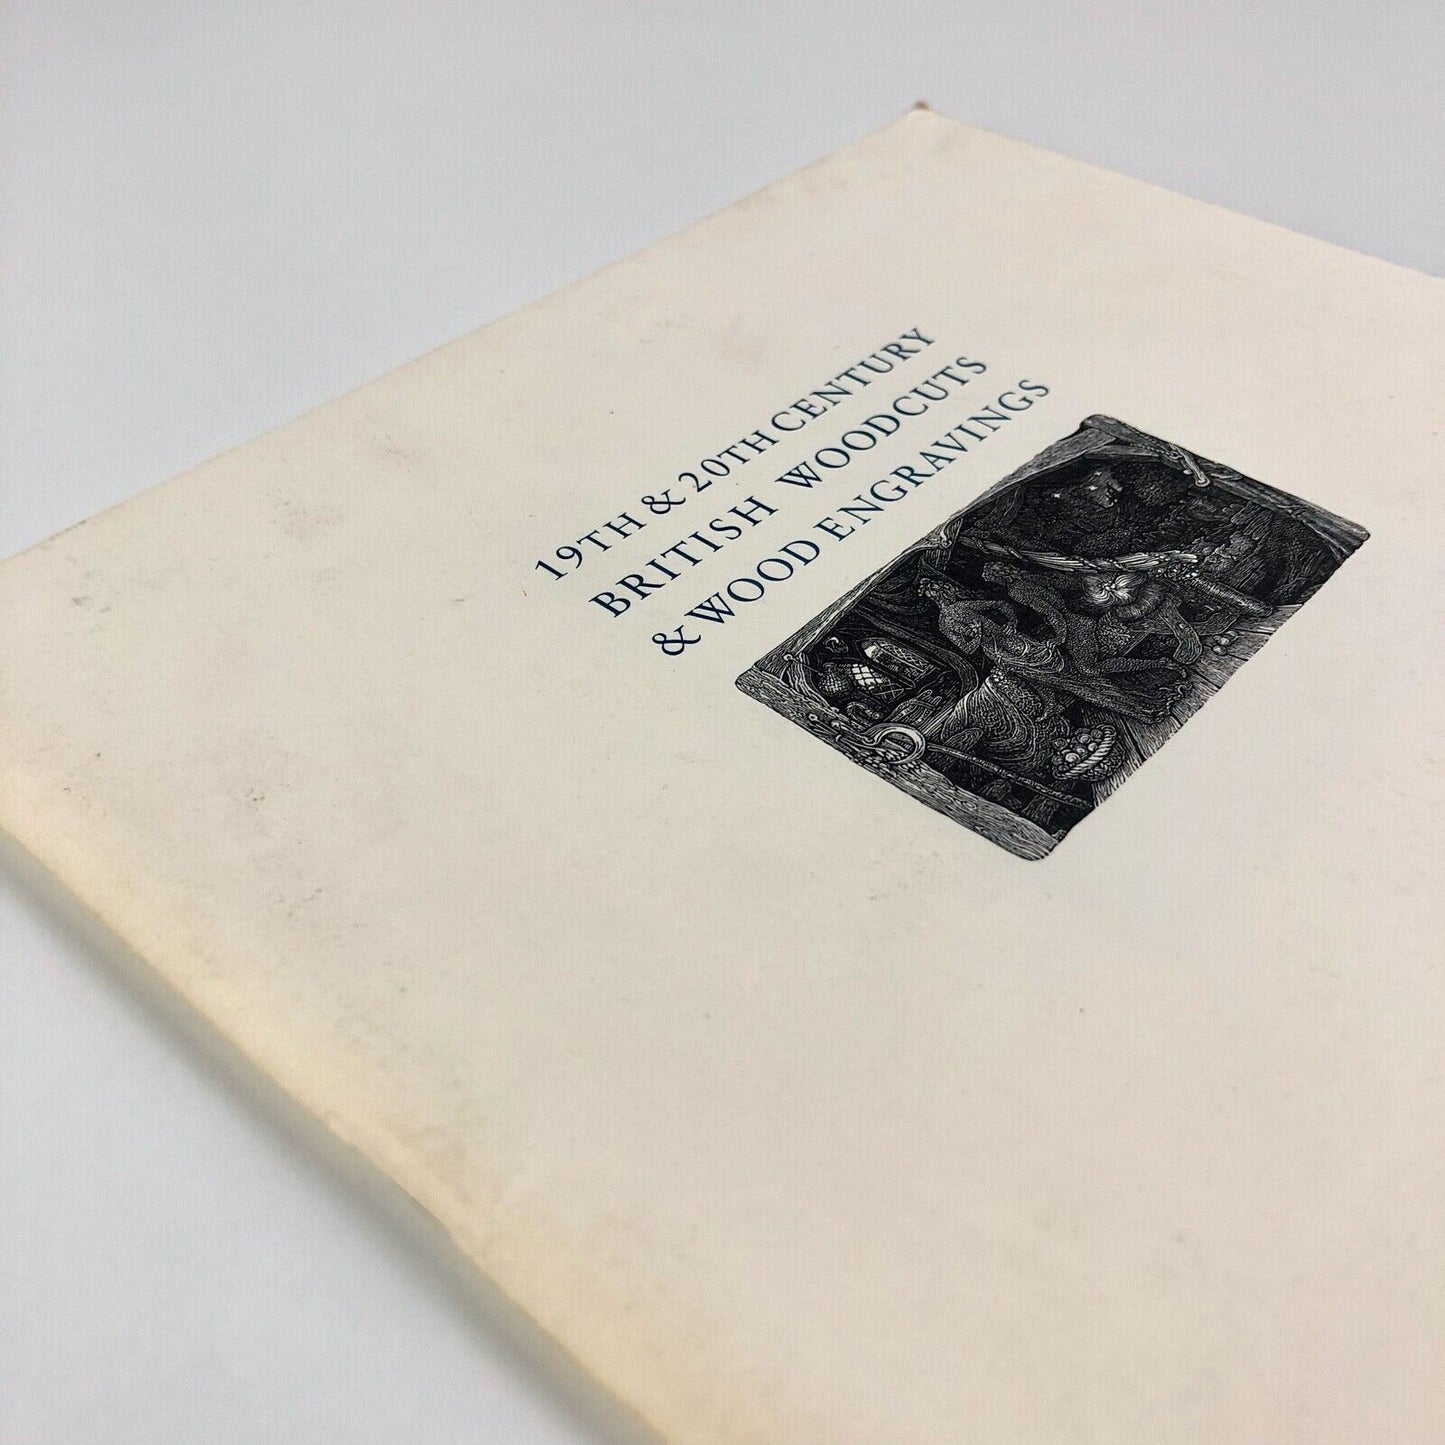 19TH & 20TH CENTURY
BRITISH WOODCUTS
& WOOD ENGRAVINGS